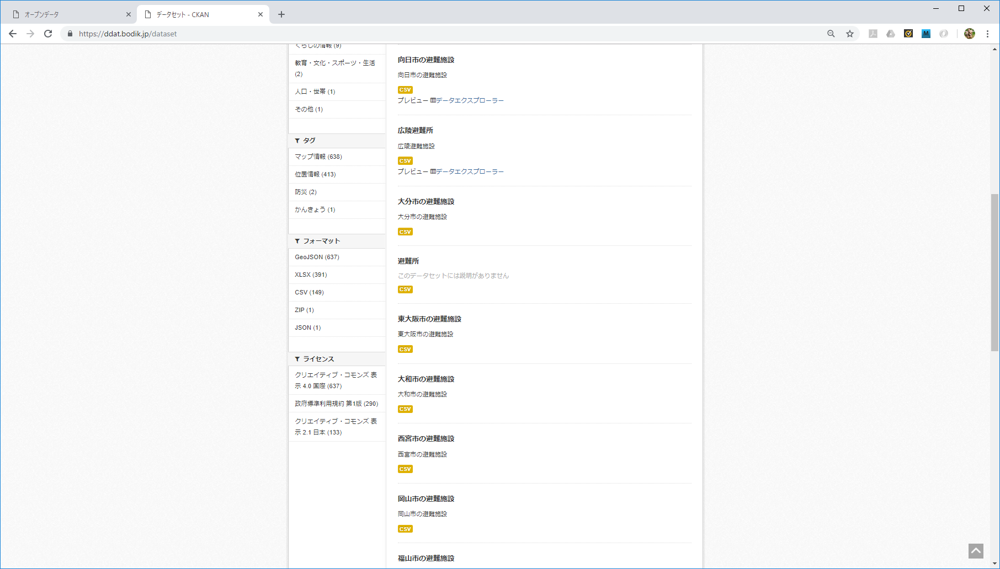 オープンデータ
データセット - CKAN
https://ddat.bodik.jp/dataset
くらしの情報 (9)
教育・文化・スポーツ・生活
(2)
人口・世帯 (1)
その他 (1)
タグ
マップ情報 (638)
位置情報 (413)
防災 (2)
かんきょう (1)
フォーマット
GeoJSON (637)
XLSX (391)
CSV (149)
ZIP (1)
JSON (1)
ライセンス
クリエイティブ・コモンズ 表
示 4.0 国際 (637)
政府標準利用規約 第1版 (290)
クリエイティブ・コモンズ 表
示 2.1 日本 (133)
向日市の避難施設
向日市の避難施設
CSV
プレビュー データエクスプローラー
広陵避難所
広陵避難施設
CSV
プレビュー データエクスプローラー
大分市の避難施設
大分市の避難施設
CSV
避難所
このデータセットには説明がありません
CSV
東大阪市の避難施設
東大阪市の避難施設
CSV
大和市の避難施設
大和市の避難施設
CSV
西宮市の避難施設
西宮市の避難施設
CSV
岡山市の避難施設
岡山市の避難施設
CSV
福山市の避難施設